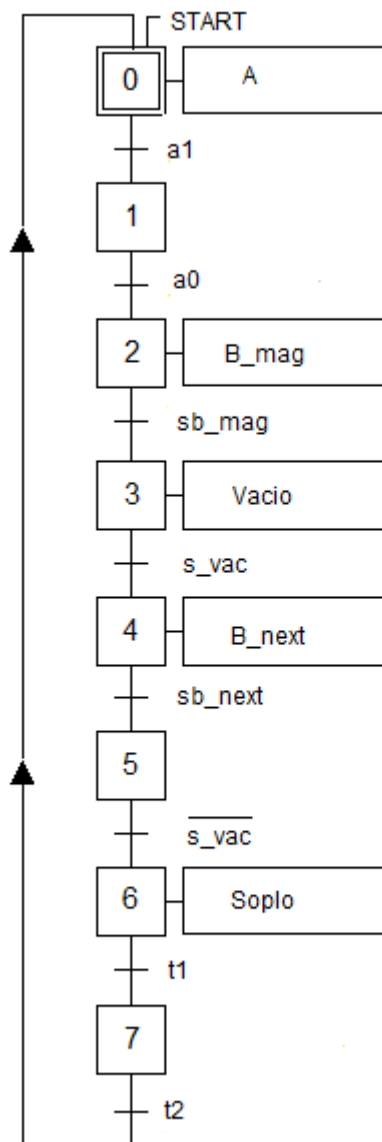 START
0 A
a1
1
a0
2 B_mag
sb_mag
3 Vacio
s_vac
4 B_next
sb_next
5
s_vac
6 Soplo
t1
7
t2